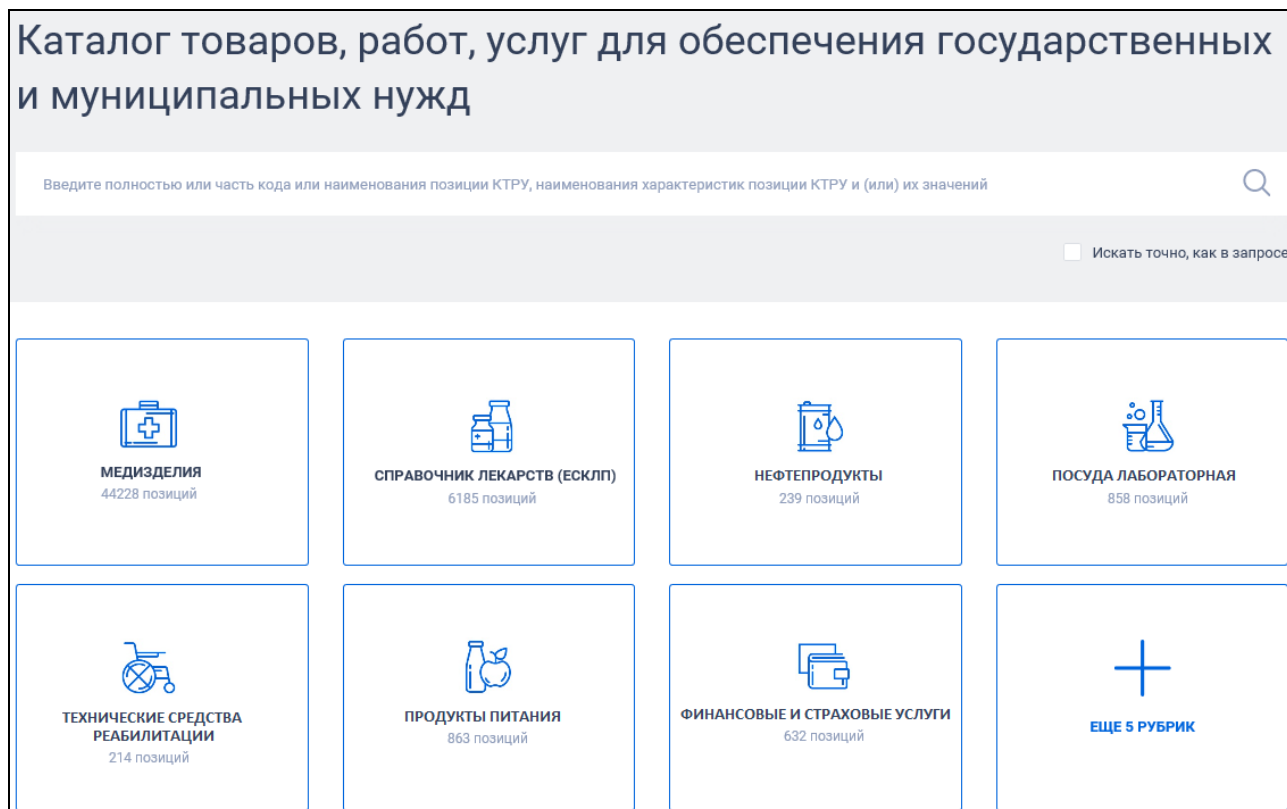 Каталог товаров, работ, услуг для обеспечения государственных
и муниципальных нужд
Введите полностью или часть кода или наименования позиции КТРУ, наименования характеристик позиции КТРУ и (или) их значений
Искать точно, как в запросе
МЕДИЗДЕЛИЯ
44228 позиций
СПРАВОЧНИК ЛЕКАРСТВ (ЕСКЛП)
6185 позиций
НЕФТЕПРОДУКТЫ
239 позиций
ПОСУДА ЛАБОРАТОРНАЯ
858 позиций
ТЕХНИЧЕСКИЕ СРЕДСТВА
РЕАБИЛИТАЦИИ
214 позиций
ПРОДУКТЫ ПИТАНИЯ
863 позиций
ФИНАНСОВЫЕ И СТРАХОВЫЕ УСЛУГИ
632 позиций
ЕЩЕ 5 РУБРИК